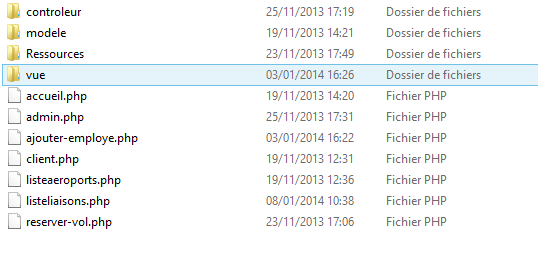 controleur 25/11/2013 17:19 Dossier de fichiers
modele 19/11/2013 14:21 Dossier de fichiers
Ressources 23/11/2013 17:49 Dossier de fichiers
vue 03/01/2014 16:26 Dossier de fichiers
accueil.php 19/11/2013 14:20 Fichier PHP
admin.php 25/11/2013 17:31 Fichier PHP
ajouter-employe.php 03/01/2014 16:22 Fichier PHP
client.php 19/11/2013 12:31 Fichier PHP
listeaeroports.php 19/11/2013 12:36 Fichier PHP
listeliaisons.php 08/01/2014 10:38 Fichier PHP
reserver-vol.php 23/11/2013 17:06 Fichier PHP